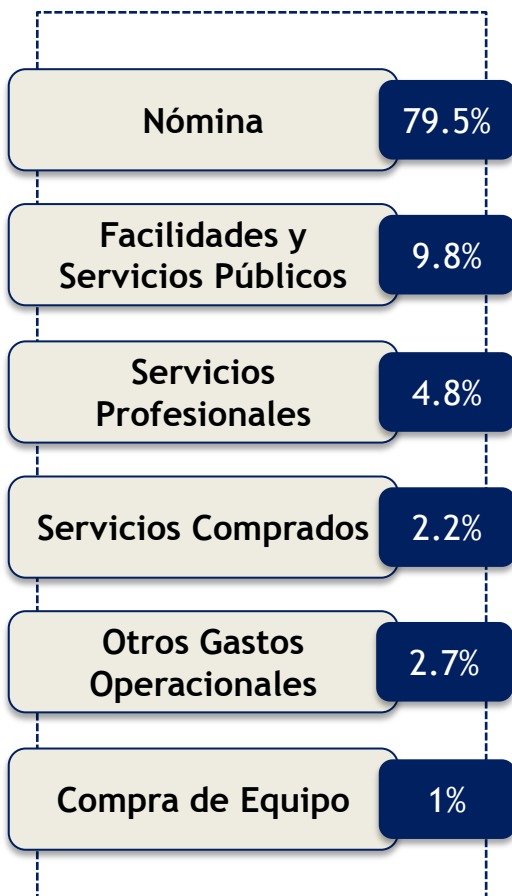 Nómina
79.5%
Facilidades y
Servicios Públicos
9.8%
Servicios
Profesionales
4.8%
Servicios Comprados
2.2%
Otros Gastos
Operacionales
2.7%
Compra de Equipo
1%